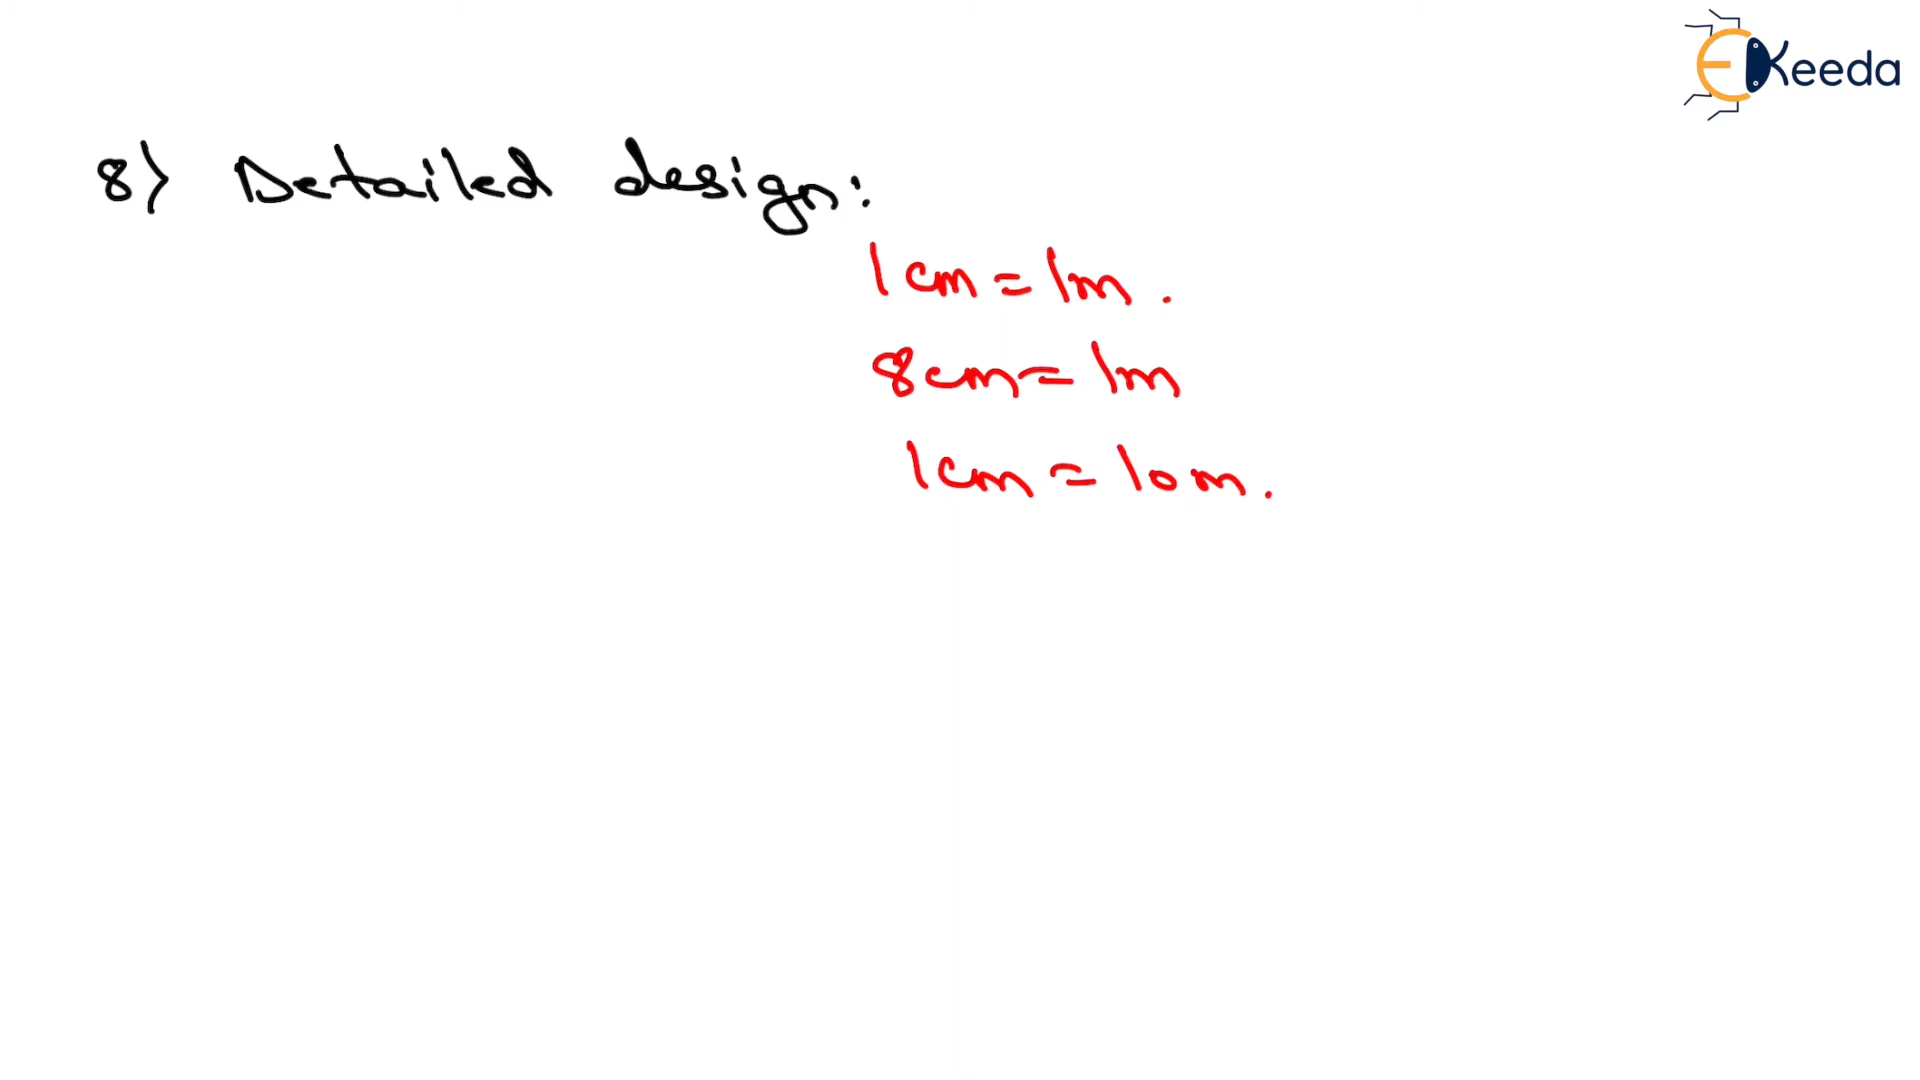 EKeeda
8) Detailed design:
1cm = 1m.
8cm = 1m
1cm = 10m.